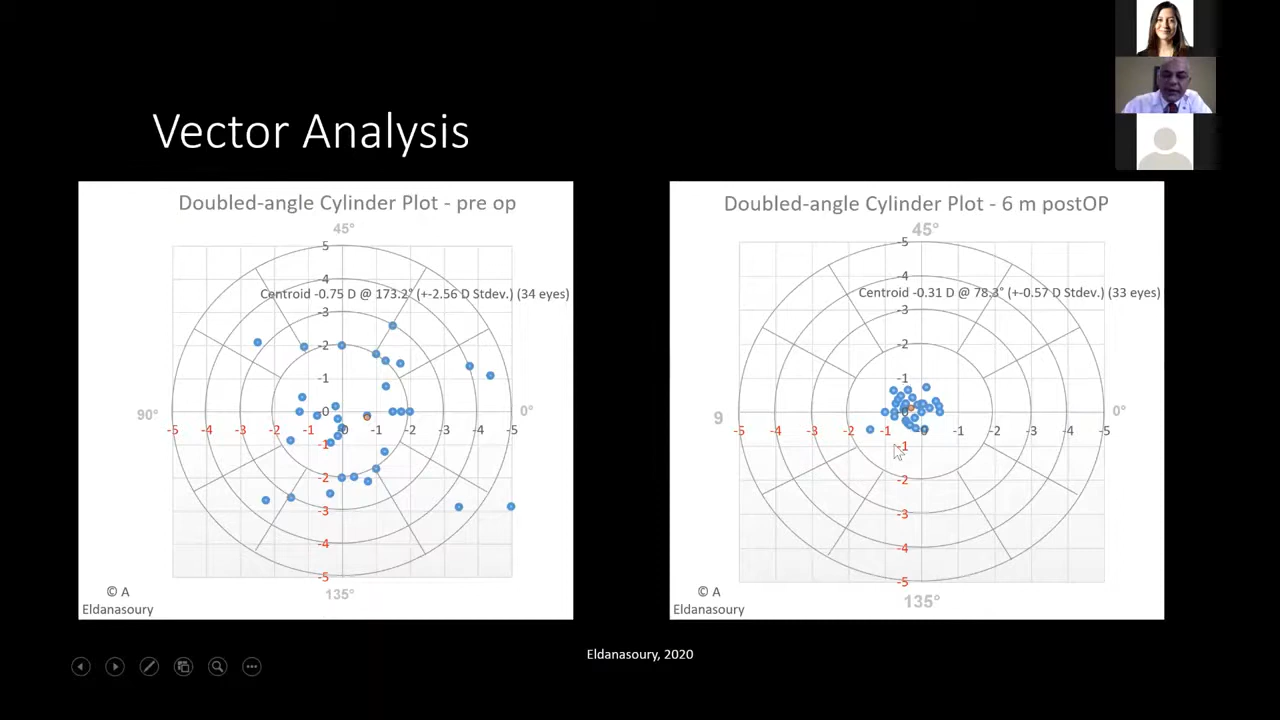 Vector Analysis
Doubled-angle Cylinder Plot - pre op
45°
5
-4
Centroid -0.75 D @ 173.2° (+-2.56 D Stdev.) (34 eyes)
-3
-2
-1
90°
0
0°
-5 -4 -3 -2 -1 0 -1 -2 -3 -4 -5
-1
-2
-3
-4
-5
135°
© A
Eldanasoury
Doubled-angle Cylinder Plot - 6 m postOP
45°
-5
-4
Centroid -0.31 D @ 78.3° (+-0.57 D Stdev.) (33 eyes)
-3
-2
-1
9
0
0°
-5 -4 -3 -2 -1 0 -1 -2 -3 -4 -5
-1
-2
-3
-4
-5
135°
© A
Eldanasoury
Eldanasoury, 2020